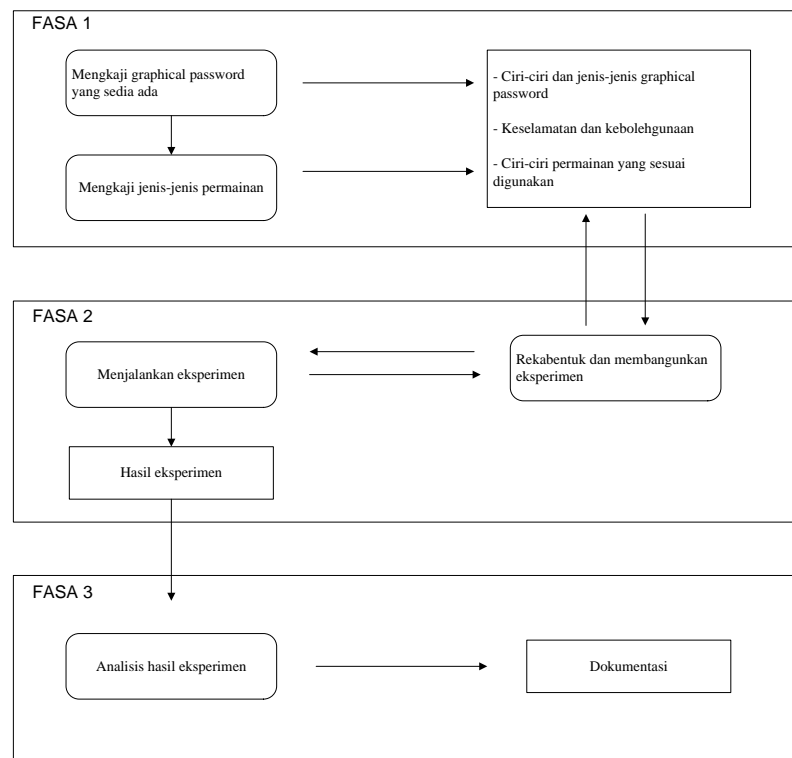 FASA 1
Mengkaji graphical password
yang sedia ada
- Ciri-ciri dan jenis-jenis graphical
password
- Keselamatan dan kebolehgunaan
- Ciri-ciri permainan yang sesuai
digunakan
Mengkaji jenis-jenis permainan
FASA 2
Menjalankan eksperimen
Rekabentuk dan membangunkan
eksperimen
Hasil eksperimen
FASA 3
Analisis hasil eksperimen
Dokumentasi